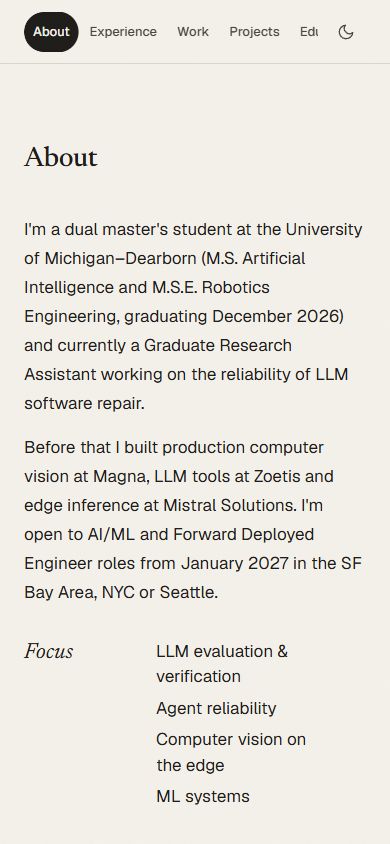 About
Experience
Work
Projects
Edu
About
I'm a dual master's student at the University
of Michigan–Dearborn (M.S. Artificial
Intelligence and M.S.E. Robotics
Engineering, graduating December 2026)
and currently a Graduate Research
Assistant working on the reliability of LLM
software repair.
Before that I built production computer
vision at Magna, LLM tools at Zoetis and
edge inference at Mistral Solutions. I'm
open to AI/ML and Forward Deployed
Engineer roles from January 2027 in the SF
Bay Area, NYC or Seattle.
Focus
LLM evaluation &
verification
Agent reliability
Computer vision on
the edge
ML systems